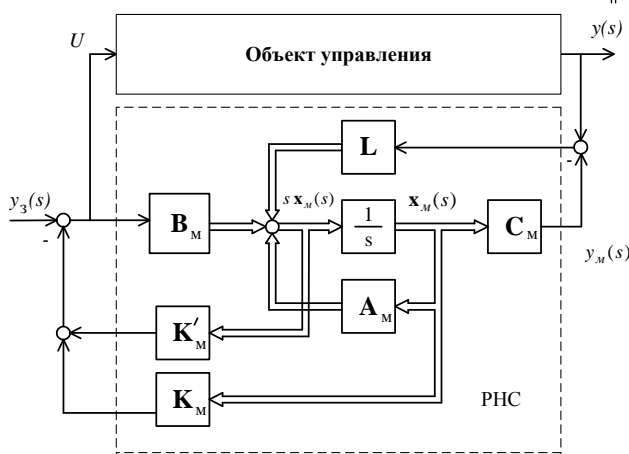 U
Объект управления
y(s)
L
-
y_з(s)
B_м
s x_м(s)
1
s
x_м(s)
C_м
-
y_м(s)
A_м
K′_м
K_м
РНС